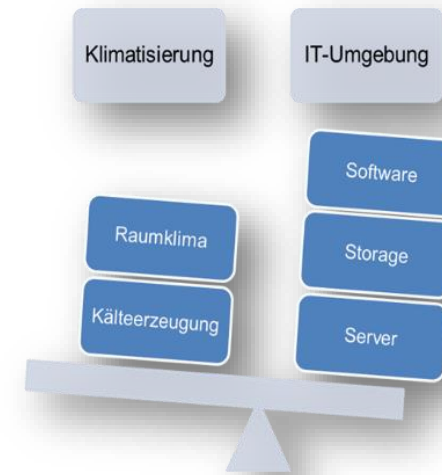 Klimatisierung
IT-Umgebung
Software
Raumklima
Storage
Kälteerzeugung
Server